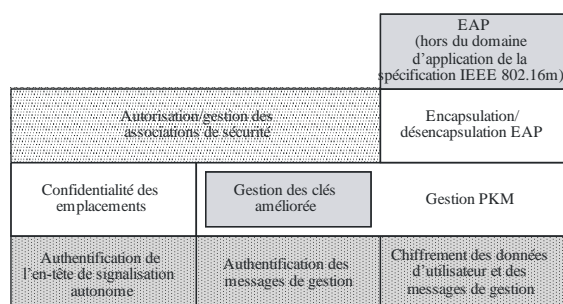 EAP
(hors du domaine
d'application de la
spécification IEEE 802.16m)
Autorisation/gestion des
associations de sécurité
Encapsulation/
désencapsulation EAP
Confidentialité des
emplacements
Gestion des clés
améliorée
Gestion PKM
Authentification de
l'en-tête de signalisation
autonome
Authentification des
messages de gestion
Chiffrement des données
d'utilisateur et des
messages de gestion